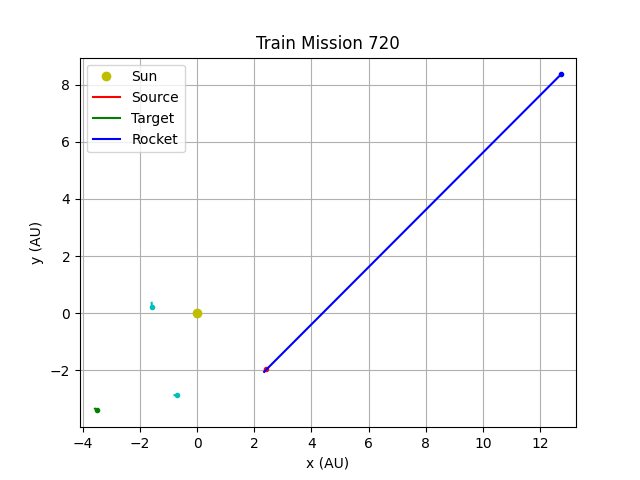 Train Mission 720
Sun
Source
Target
Rocket
8
6
4
2
0
−2
y (AU)
−4
−2
0
2
4
6
8
10
12
x (AU)